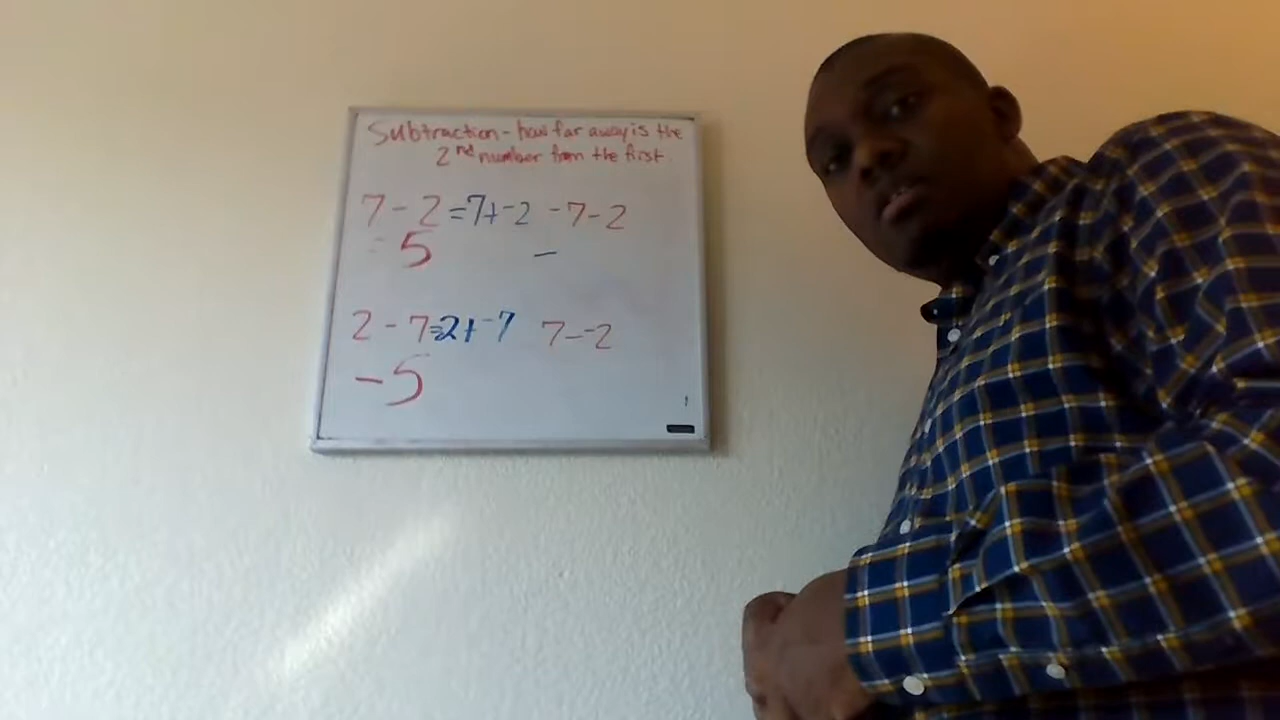 Subtraction - how far away is the
2nd number from the first
7 - 2 = 7 + -2 -7 - 2
= 5 -
2 - 7 = 2 + -7 7 - -2
-5